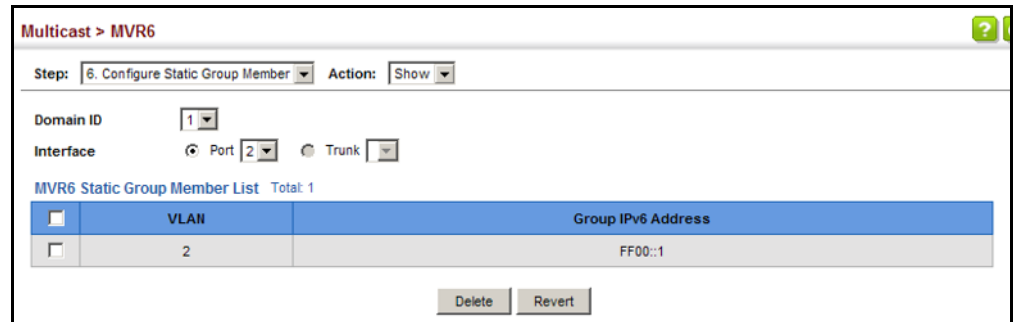 Multicast > MVR6
?
Step: 6. Configure Static Group Member Action: Show
Domain ID 1
Interface Port 2 Trunk
MVR6 Static Group Member List Total: 1
VLAN Group IPv6 Address
2 FF00::1
Delete Revert